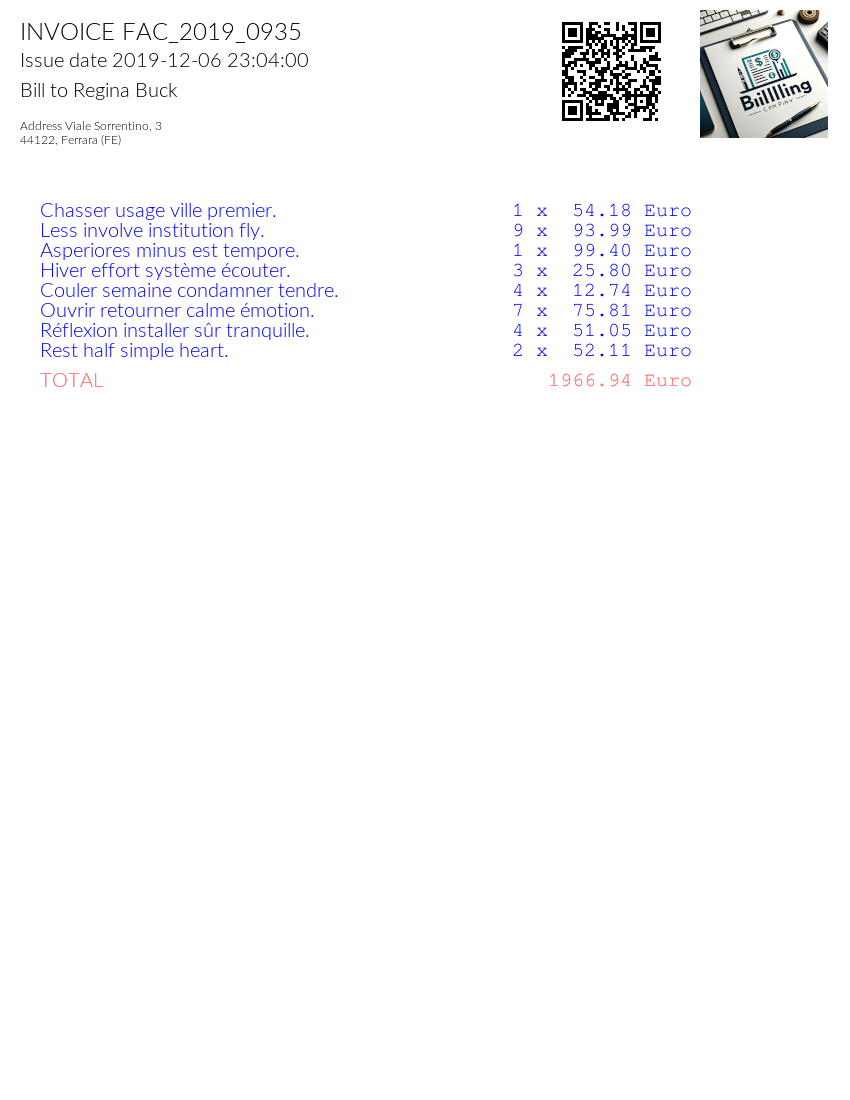 INVOICE FAC_2019_0935
Issue date 2019-12-06 23:04:00
Bill to Regina Buck
Address Viale Sorrentino, 3
44122, Ferrara (FE)
Biilllling
COMPANY
Chasser usage ville premier. 1 x 54.18 Euro
Less involve institution fly. 9 x 93.99 Euro
Asperiores minus est tempore. 1 x 99.40 Euro
Hiver effort système écouter. 3 x 25.80 Euro
Couler semaine condamner tendre. 4 x 12.74 Euro
Ouvrir retourner calme émotion. 7 x 75.81 Euro
Réflexion installer sûr tranquille. 4 x 51.05 Euro
Rest half simple heart. 2 x 52.11 Euro
TOTAL 1966.94 Euro